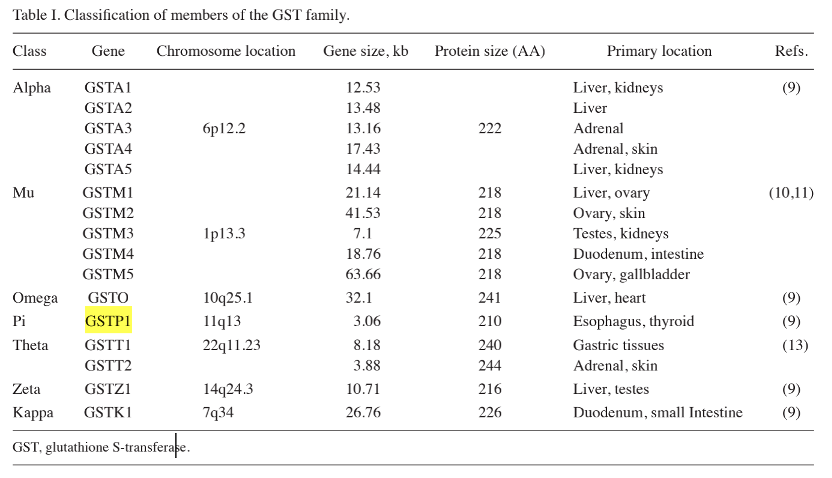 Table I. Classification of members of the GST family.
Class Gene Chromosome location Gene size, kb Protein size (AA) Primary location Refs.
Alpha GSTA1 12.53 Liver, kidneys (9)
GSTA2 13.48 Liver
GSTA3 6p12.2 13.16 222 Adrenal
GSTA4 17.43 Adrenal, skin
GSTA5 14.44 Liver, kidneys
Mu GSTM1 21.14 218 Liver, ovary (10,11)
GSTM2 41.53 218 Ovary, skin
GSTM3 1p13.3 7.1 225 Testes, kidneys
GSTM4 18.76 218 Duodenum, intestine
GSTM5 63.66 218 Ovary, gallbladder
Omega GSTO 10q25.1 32.1 241 Liver, heart (9)
Pi GSTP1 11q13 3.06 210 Esophagus, thyroid (9)
Theta GSTT1 22q11.23 8.18 240 Gastric tissues (13)
GSTT2 3.88 244 Adrenal, skin
Zeta GSTZ1 14q24.3 10.71 216 Liver, testes (9)
Kappa GSTK1 7q34 26.76 226 Duodenum, small Intestine (9)
GST, glutathione S-transferase.